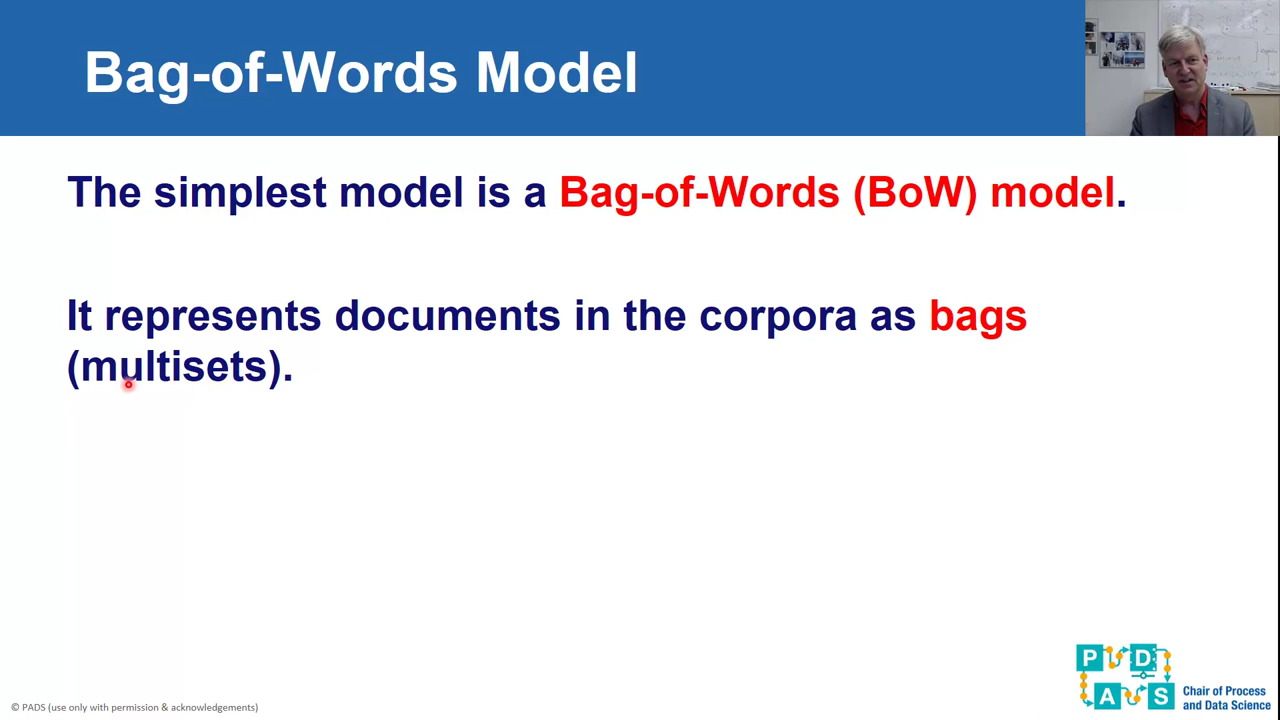 Bag-of-Words Model
The simplest model is a Bag-of-Words (BoW) model.
It represents documents in the corpora as bags
(multisets).
P D
A S
Chair of Process
and Data Science
© PADS (use only with permission & acknowledgements)